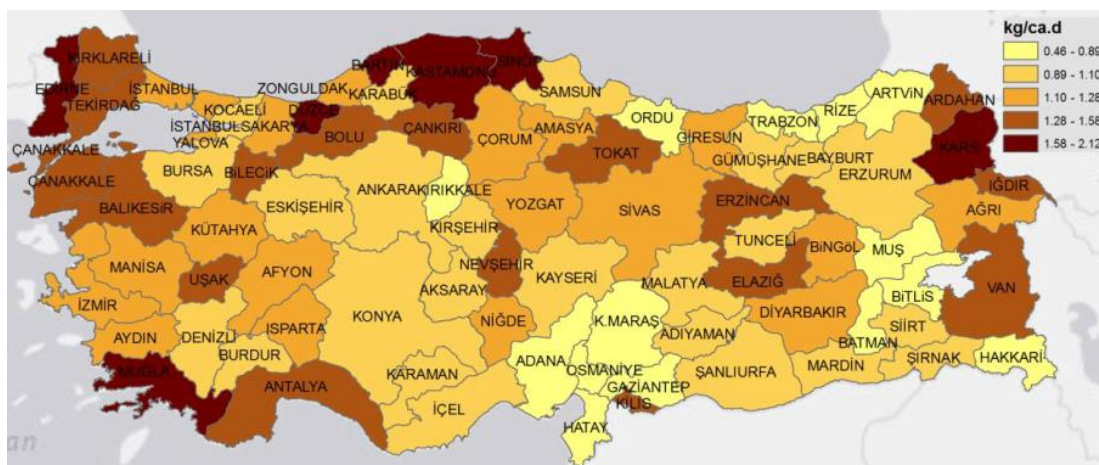 kg/ca.d
0.46 - 0.89
0.89 - 1.10
1.10 - 1.28
1.28 - 1.58
1.58 - 2.12
KIRKLARELİ
EDİRNE
TEKİRDAĞ
İSTANBUL
KOCAELİ
İSTANBUL
SAKARYA
YALOVA
ZONGULDAK
DÜZCE
BARTIN
KARABÜK
KASTAMONU
SİNOP
SAMSUN
BOLU
ÇANKIRI
ÇORUM
AMASYA
TOKAT
ORDU
GİRESUN
TRABZON
RİZE
ARTVİN
ARDAHAN
KARS
GÜMÜŞHANE
BAYBURT
ERZURUM
IĞDIR
AĞRI
ÇANAKKALE
ÇANAKKALE
BALIKESİR
BURSA
BİLECİK
ESKİŞEHİR
ANKARA
KIRIKKALE
KIRŞEHİR
YOZGAT
SİVAS
ERZİNCAN
TUNCELİ
BİNGÖL
MUŞ
BİTLİS
VAN
KÜTAHYA
MANİSA
UŞAK
AFYON
İZMİR
AYDIN
DENİZLİ
ISPARTA
BURDUR
MUĞLA
ANTALYA
KONYA
AKSARAY
NEVŞEHİR
KAYSERİ
NİĞDE
KARAMAN
İÇEL
ADANA
K.MARAŞ
OSMANİYE
GAZİANTEP
KİLİS
HATAY
MALATYA
ELAZIĞ
ADIYAMAN
DİYARBAKIR
ŞANLIURFA
MARDİN
BATMAN
SİİRT
ŞIRNAK
HAKKARİ